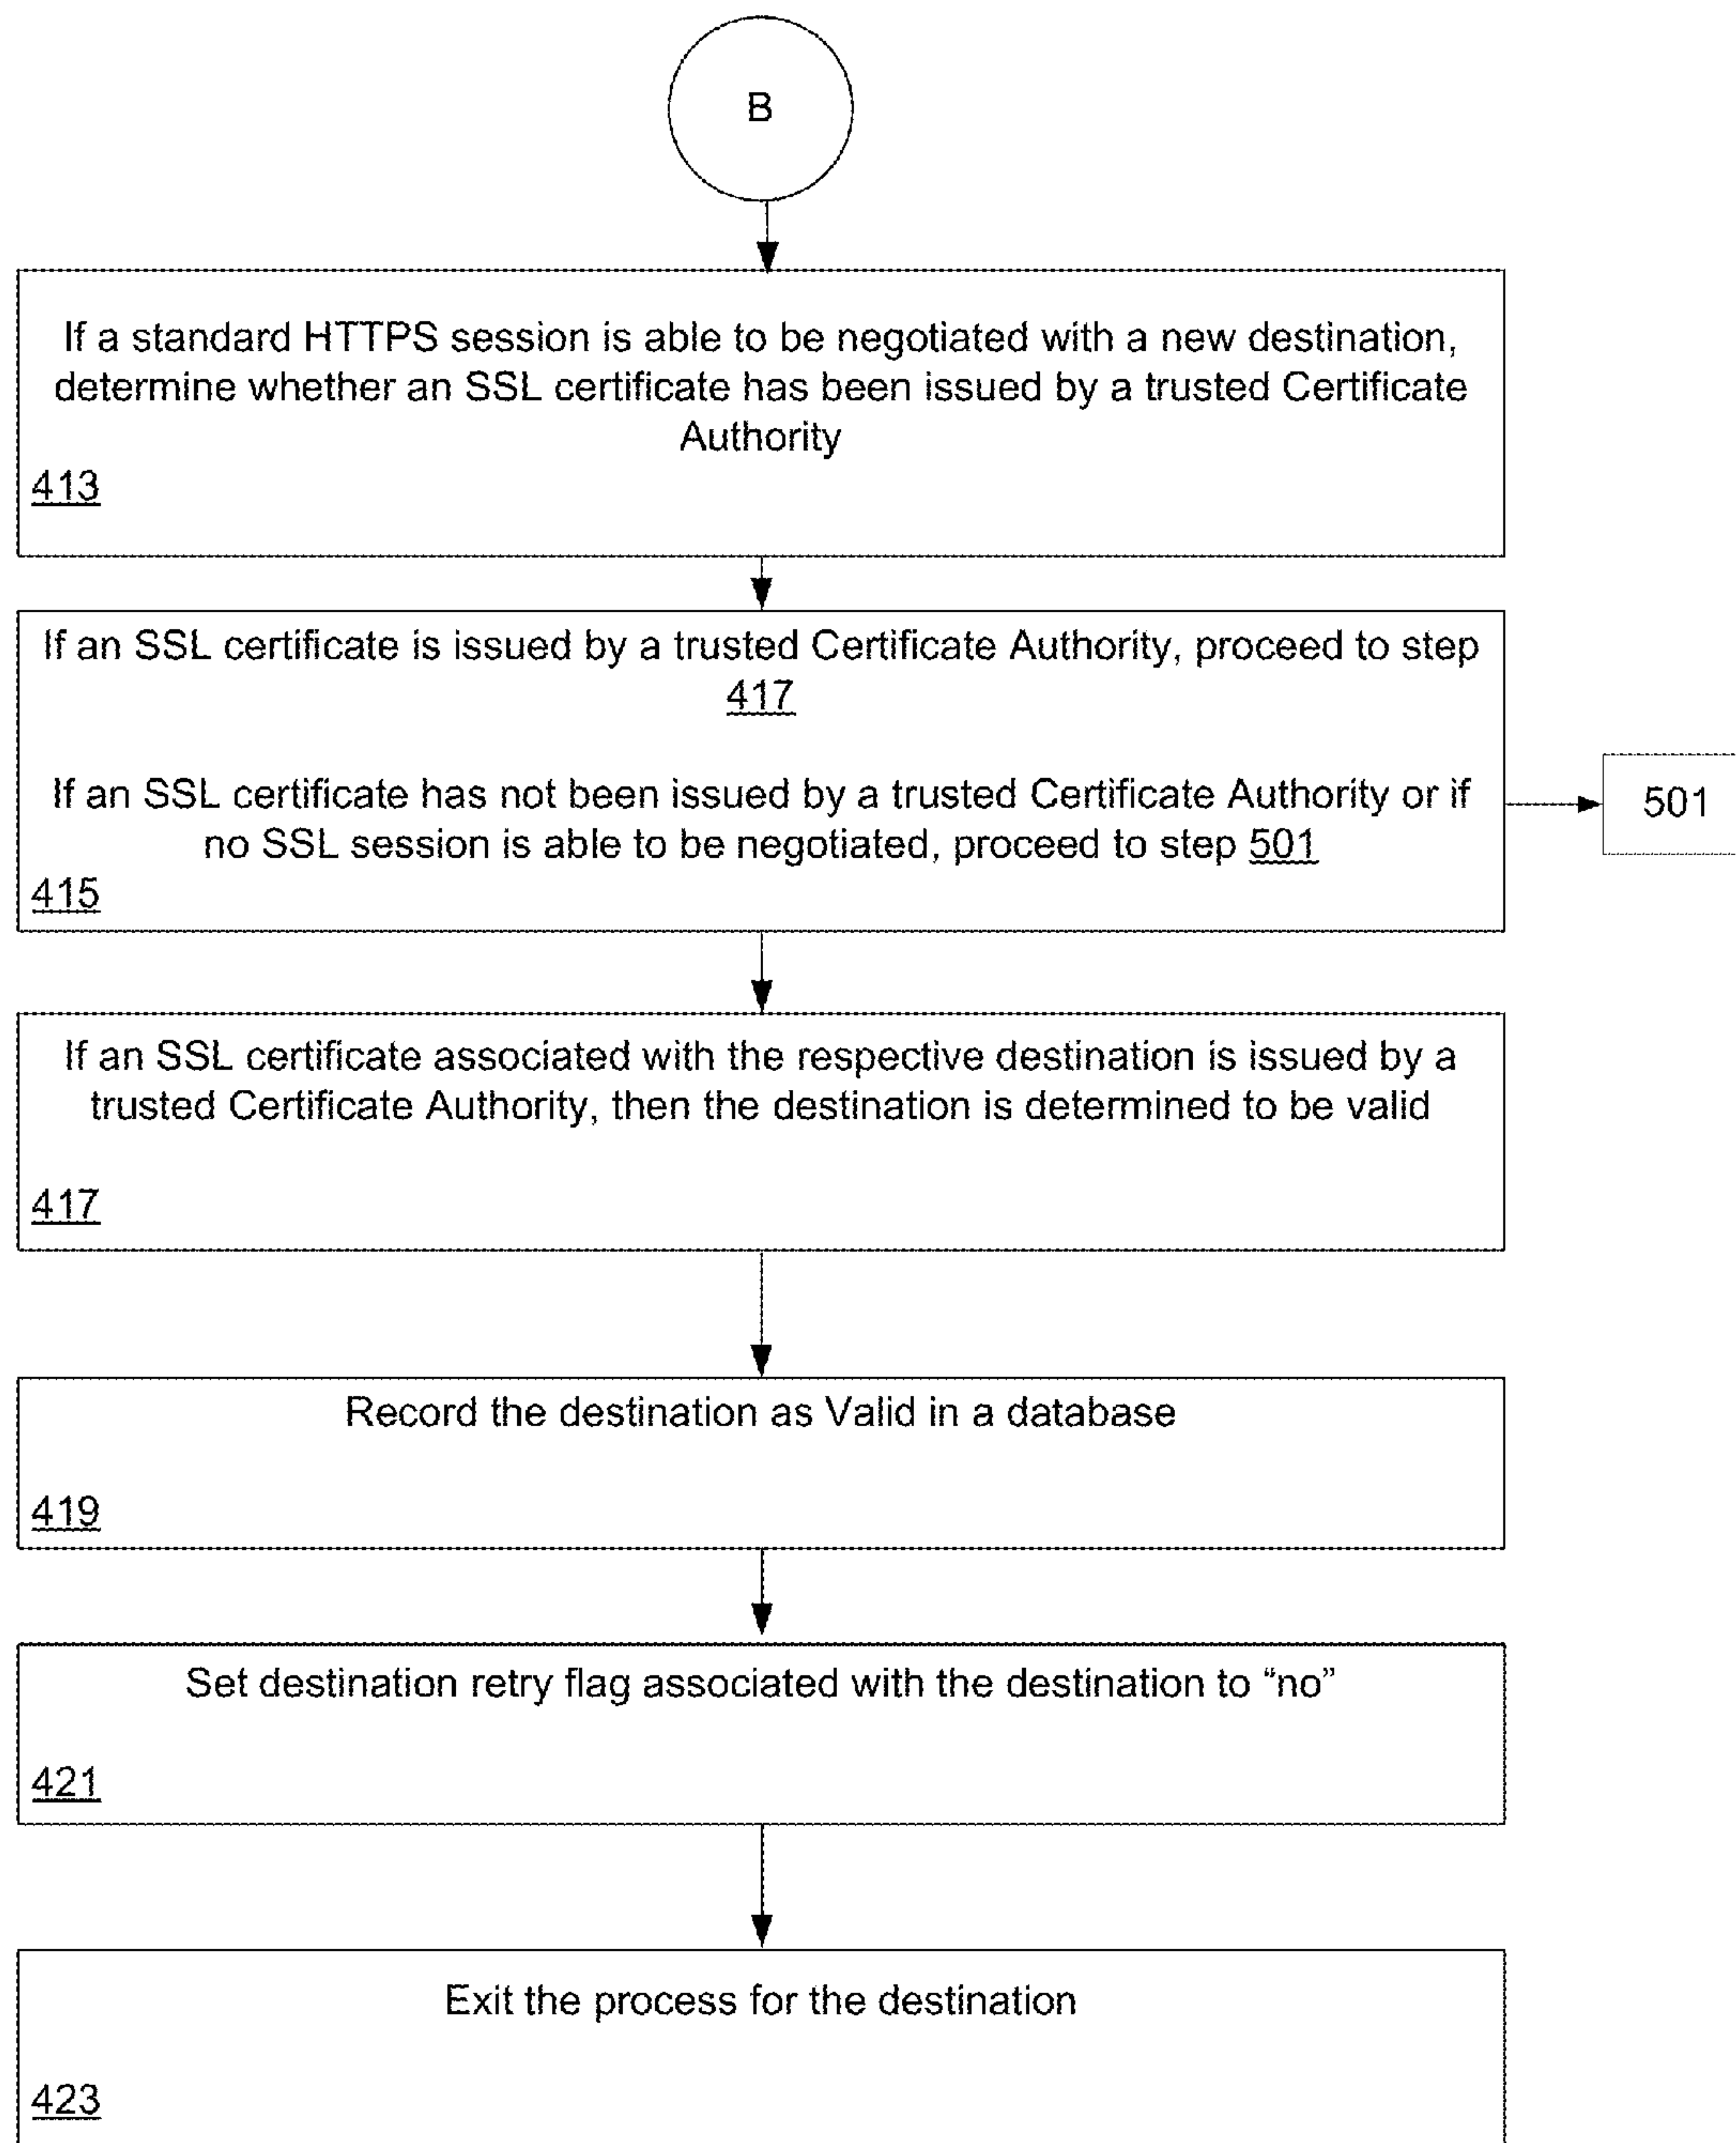 B
If a standard HTTPS session is able to be negotiated with a new destination,
determine whether an SSL certificate has been issued by a trusted Certificate
Authority
413
If an SSL certificate is issued by a trusted Certificate Authority, proceed to step
417
If an SSL certificate has not been issued by a trusted Certificate Authority or if
no SSL session is able to be negotiated, proceed to step 501
415
501
If an SSL certificate associated with the respective destination is issued by a
trusted Certificate Authority, then the destination is determined to be valid
417
Record the destination as Valid in a database
419
Set destination retry flag associated with the destination to “no”
421
Exit the process for the destination
423